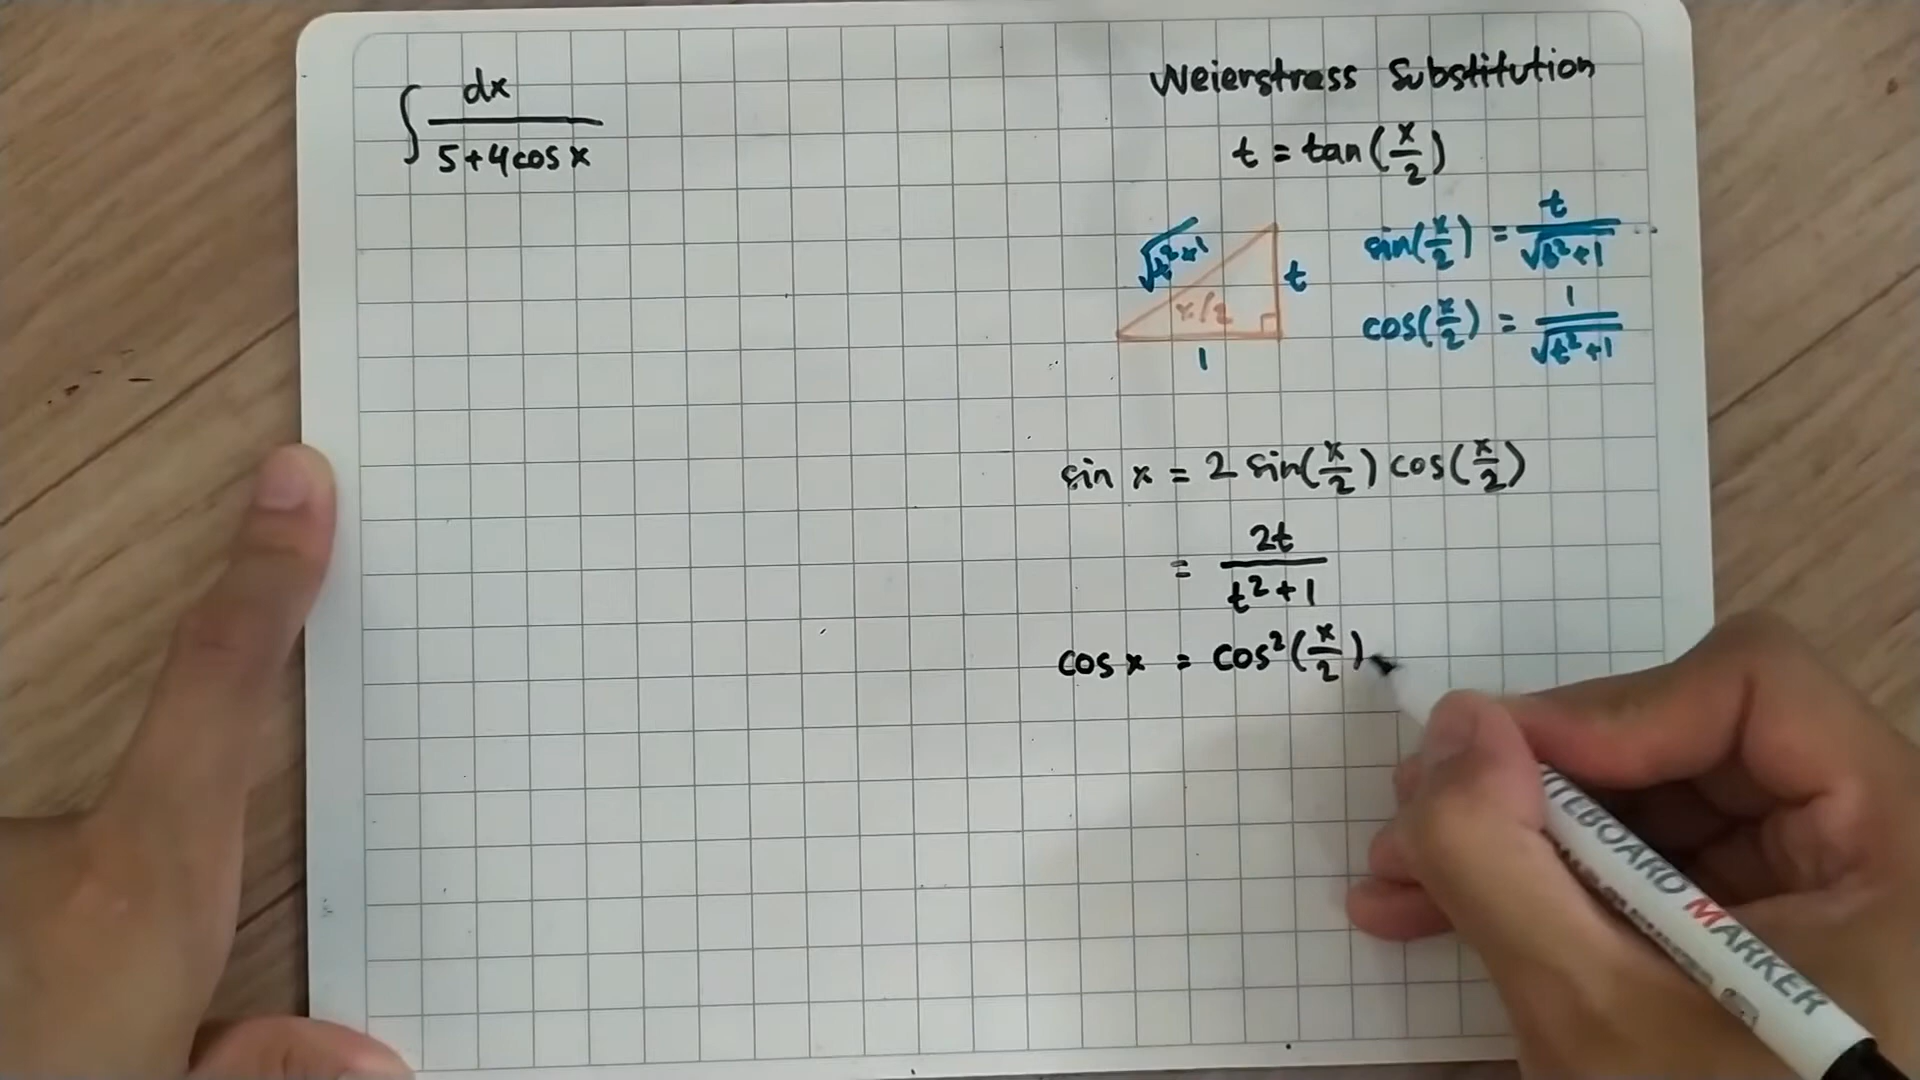 ∫ dx / (5+4cos x)
Weierstrass Substitution
t = tan(x/2)
√t²+1
x/2
t
1
sin(x/2) = t/√t²+1
cos(x/2) = 1/√t²+1
sin x = 2 sin(x/2) cos(x/2)
= 2t/t²+1
cos x = cos²(x/2)
ITEBOARD MARKER